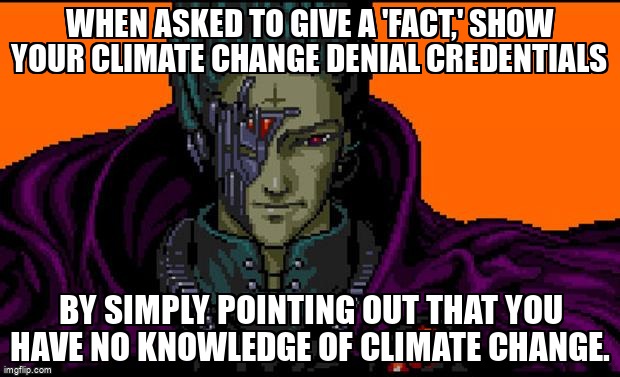 WHEN ASKED TO GIVE A 'FACT,' SHOW
YOUR CLIMATE CHANGE DENIAL CREDENTIALS
BY SIMPLY POINTING OUT THAT YOU
HAVE NO KNOWLEDGE OF CLIMATE CHANGE.
imgflip.com